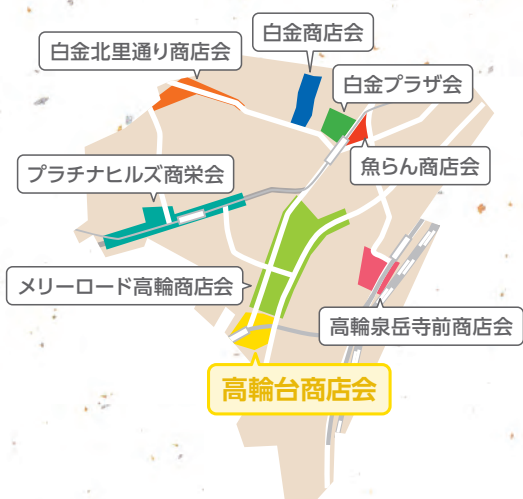 白金商店会
白金北里通り商店会
白金プラザ会
魚らん商店会
プラチナヒルズ商栄会
メリーロード高輪商店会
高輪泉岳寺前商店会
高輪台商店会